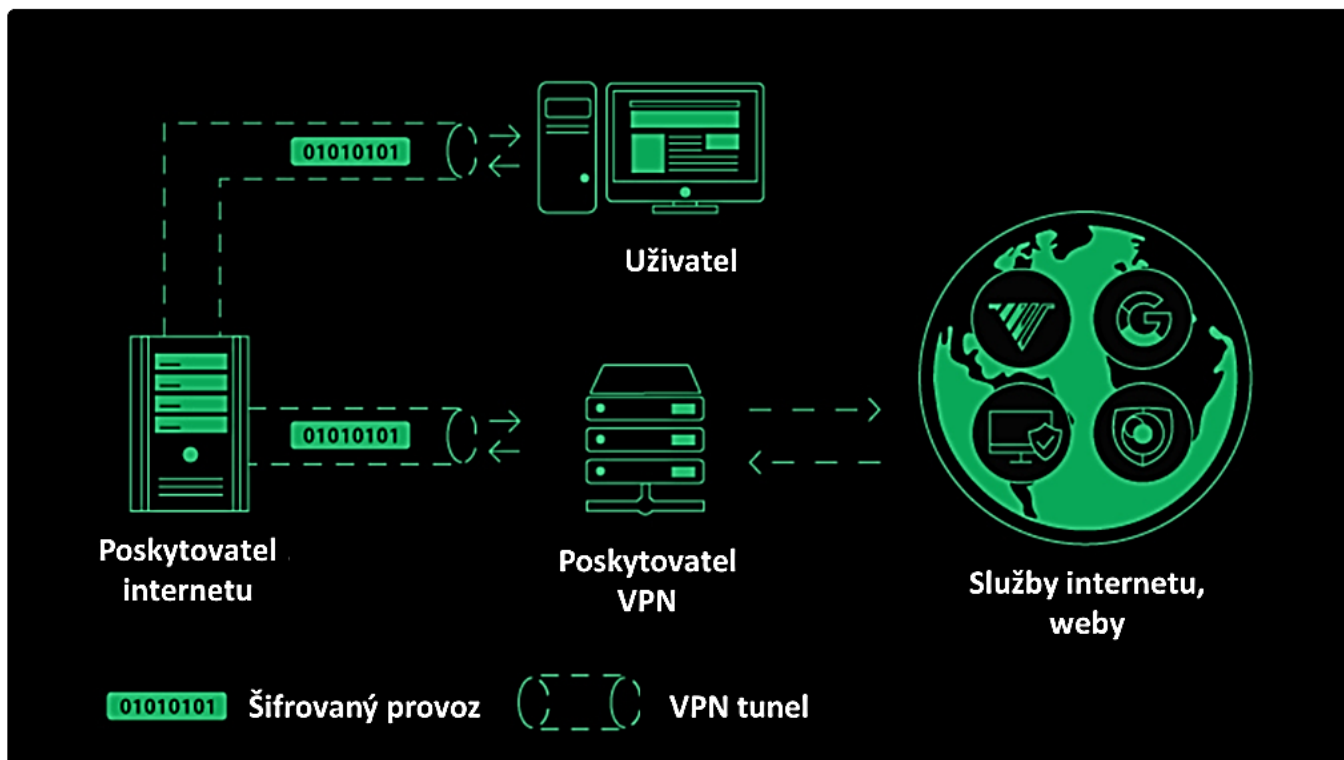 01010101
Uživatel
01010101
Poskytovatel
internetu
Poskytovatel
VPN
Služby internetu,
weby
01010101 Šifrovaný provoz VPN tunel